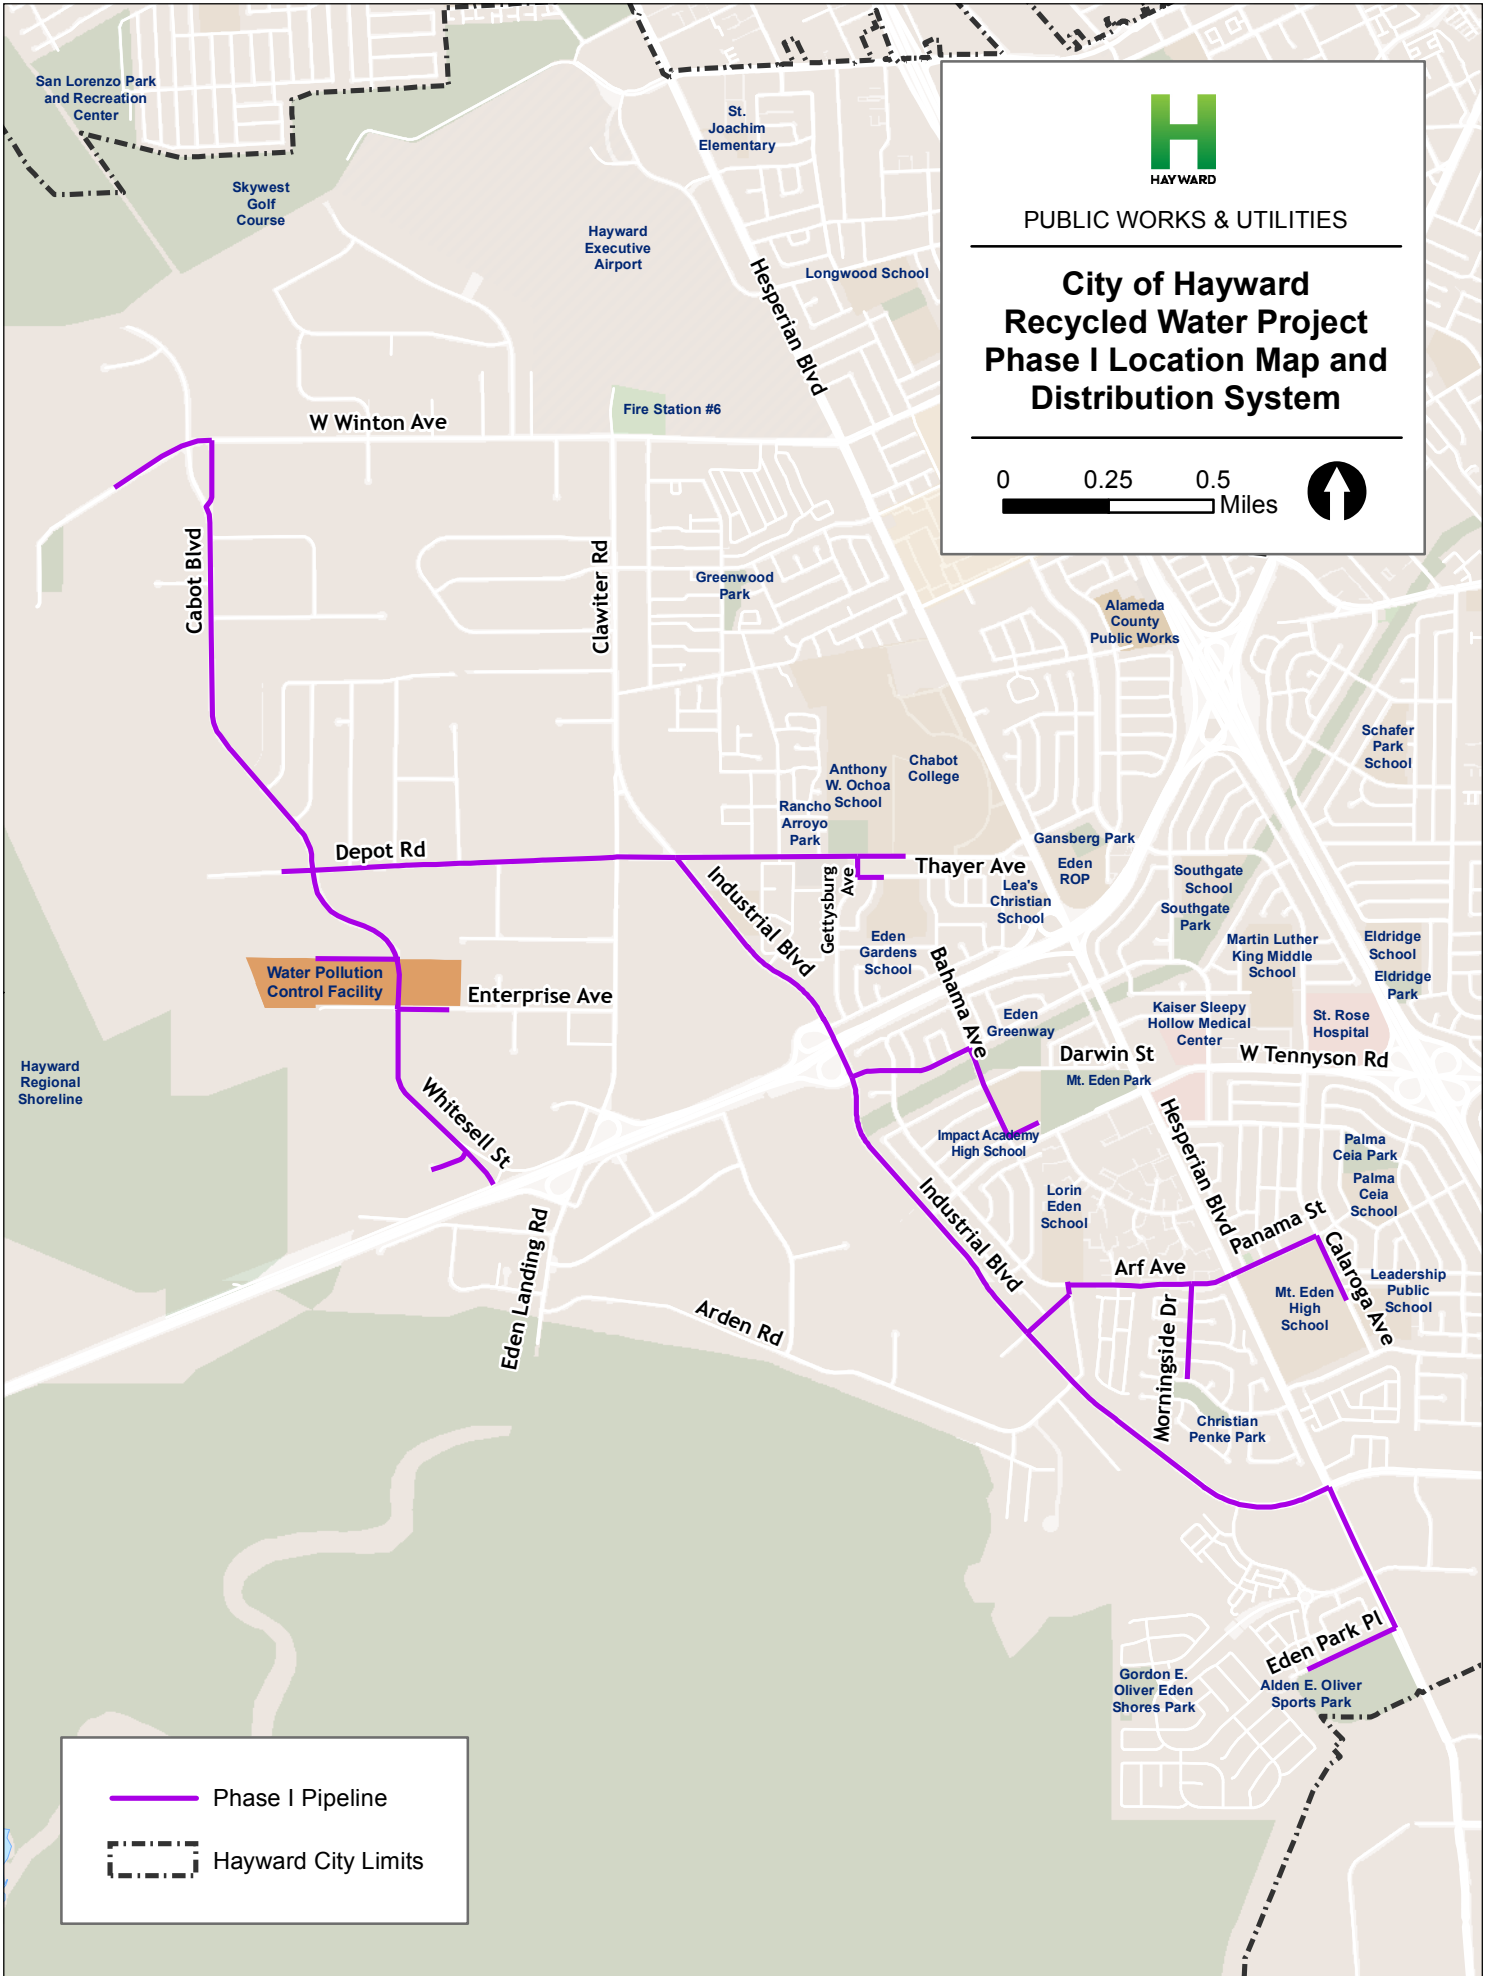 San Lorenzo Park
and Recreation
Center
Skywest
Golf
Course
St.
Joachim
Elementary
Hayward
Executive
Airport
Longwood School
Hesperian Blvd
HAYWARD
PUBLIC WORKS & UTILITIES
City of Hayward
Recycled Water Project
Phase I Location Map and
Distribution System
0 0.25 0.5
Miles
W Winton Ave
Fire Station #6
Cabot Blvd
Clawiter Rd
Greenwood
Park
Alameda
County
Public Works
Schafer
Park
School
Anthony
W. Ochoa
School
Chabot
College
Rancho
Arroyo
Park
Depot Rd
Thayer Ave
Gansberg Park
Eden
ROP
Lea's
Christian
School
Southgate
School
Southgate
Park
Industrial Blvd
Gettysburg
Ave
Eden
Gardens
School
Bahama Ave
Martin Luther
King Middle
School
Eldridge
School
Eldridge
Park
Water Pollution
Control Facility
Enterprise Ave
Eden
Greenway
Kaiser Sleepy
Hollow Medical
Center
St. Rose
Hospital
Darwin St
W Tennyson Rd
Mt. Eden Park
Hayward
Regional
Shoreline
Whitesell St
Impact Academy
High School
Hesperian Blvd
Palma
Ceia Park
Palma
Ceia
School
Lorin
Eden
School
Industrial Blvd
Panama St
Calaroga Ave
Eden Landing Rd
Arf Ave
Mt. Eden
High
School
Leadership
Public
School
Arden Rd
Morningside Dr
Christian
Penke Park
Eden Park Pl
Gordon E.
Oliver Eden
Shores Park
Alden E. Oliver
Sports Park
Phase I Pipeline
Hayward City Limits